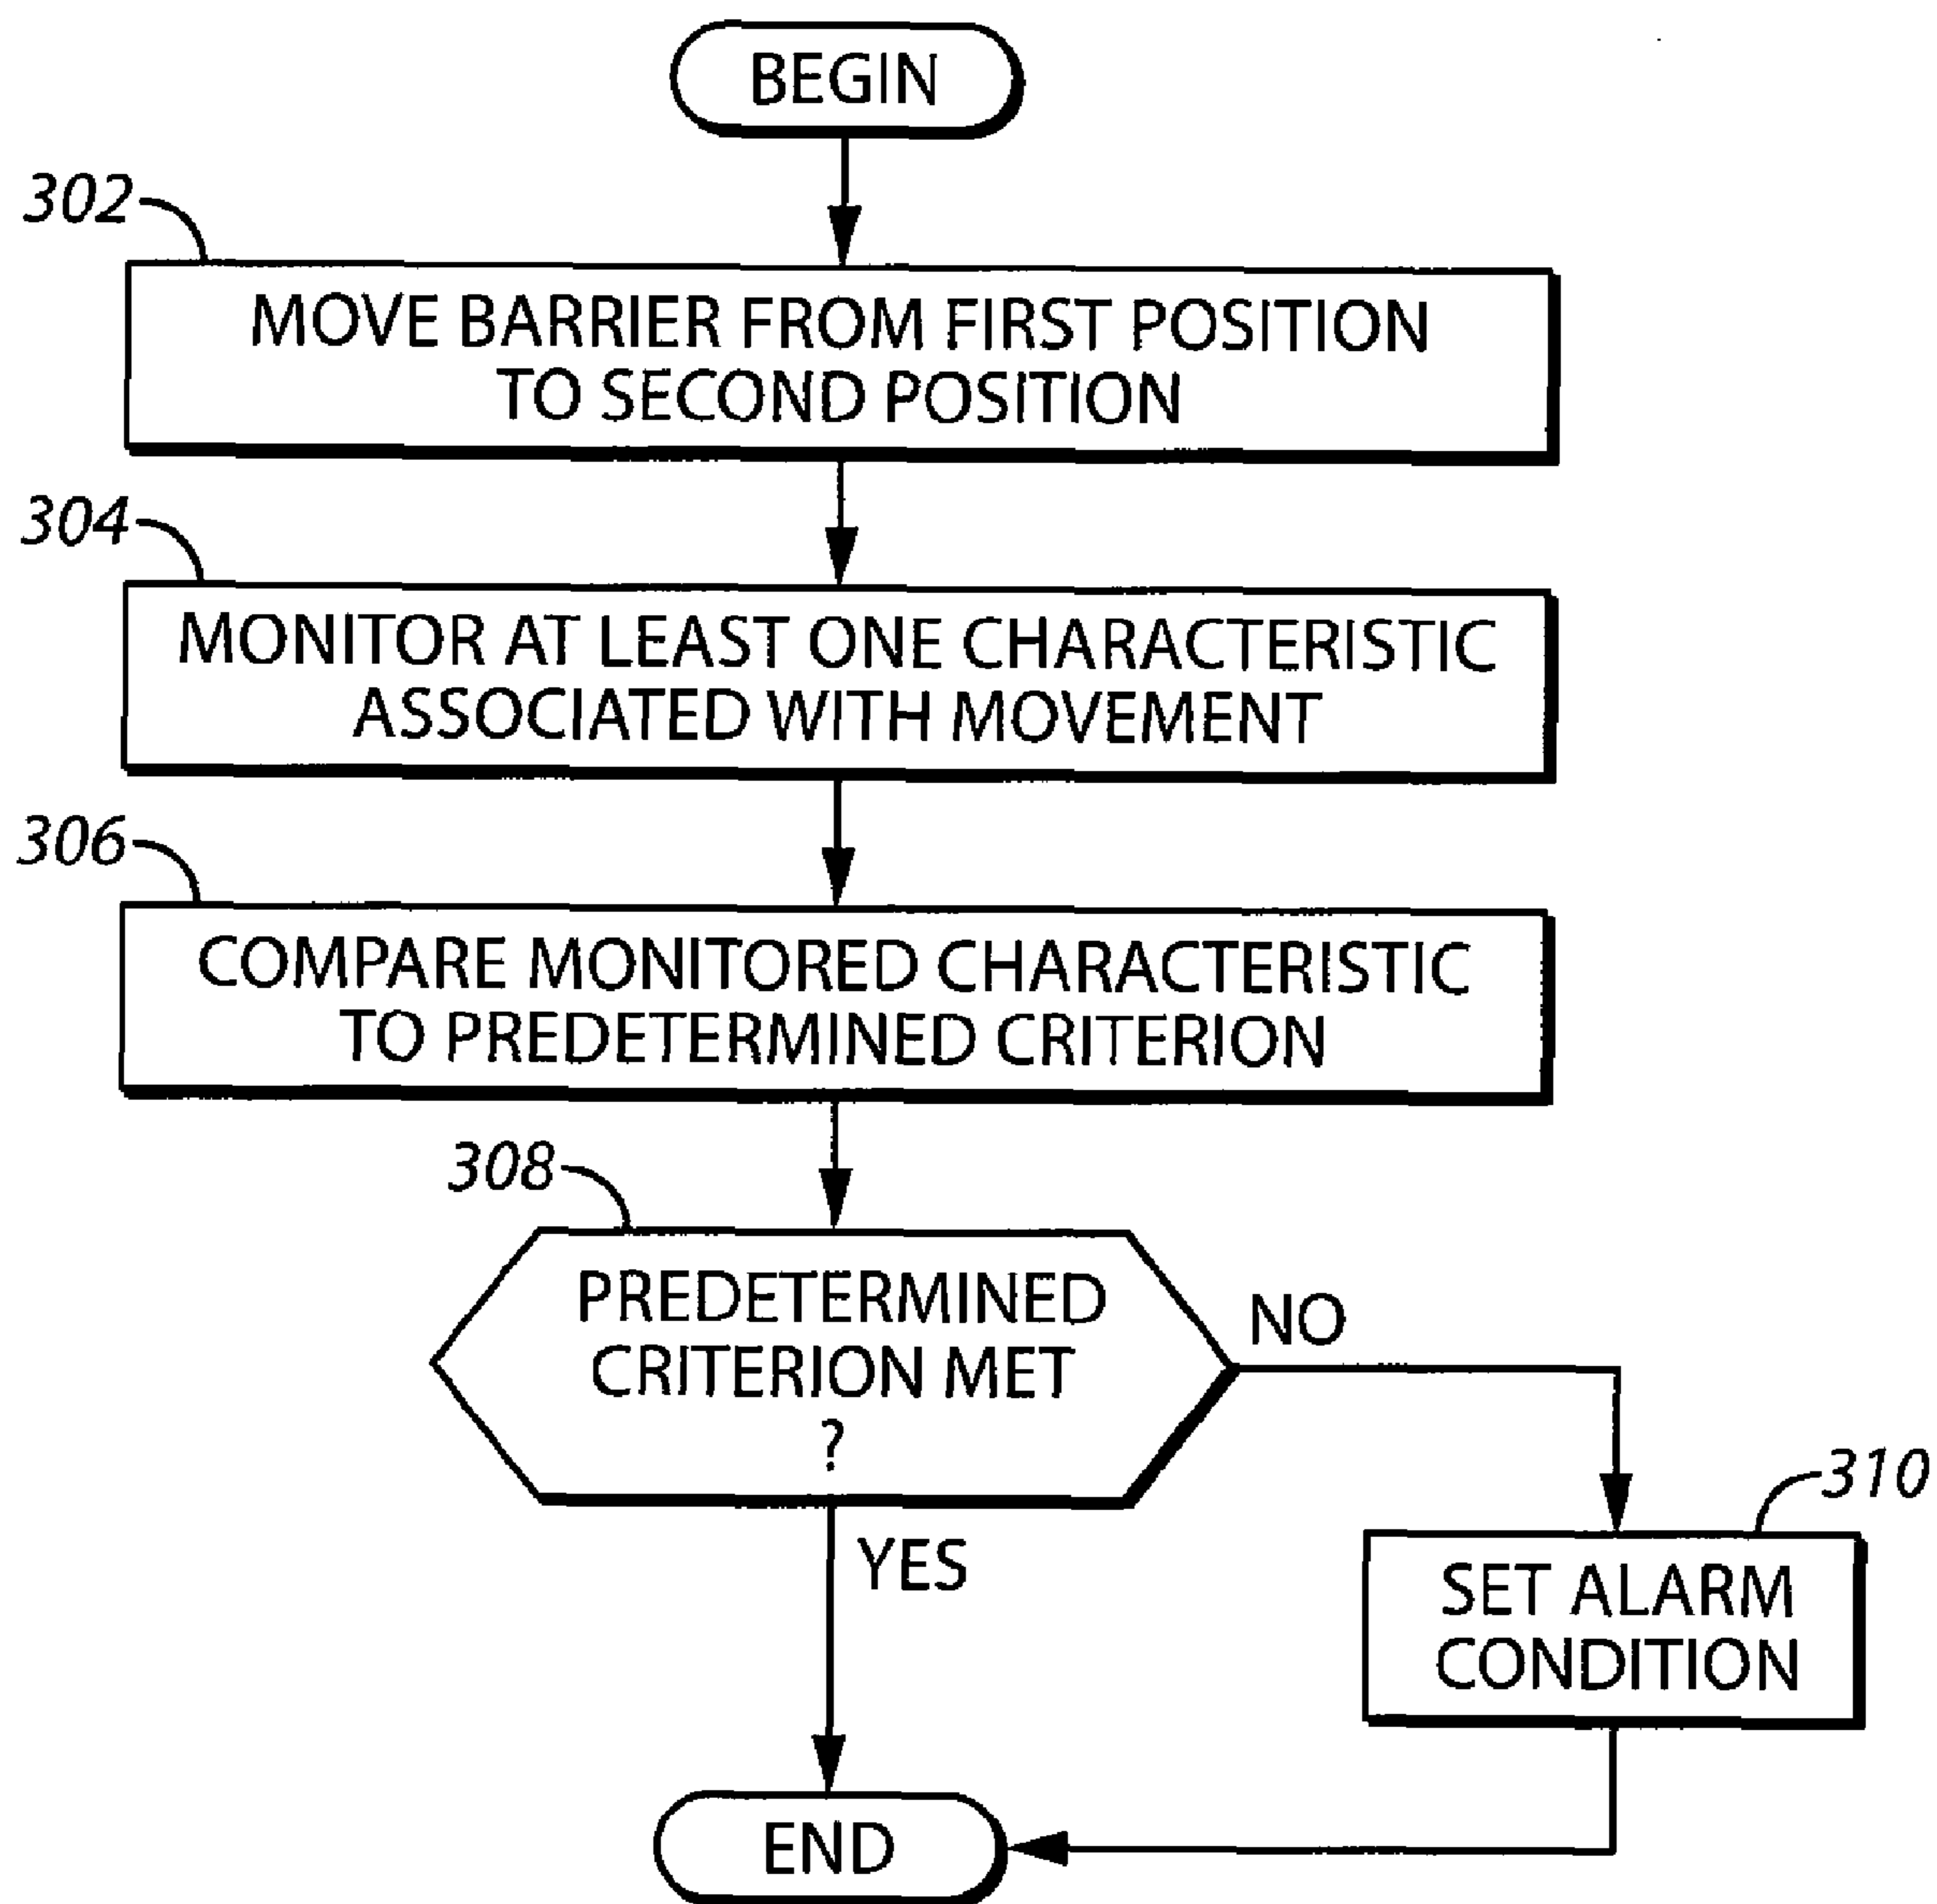 BEGIN
302
MOVE BARRIER FROM FIRST POSITION
TO SECOND POSITION
304
MONITOR AT LEAST ONE CHARACTERISTIC
ASSOCIATED WITH MOVEMENT
306
COMPARE MONITORED CHARACTERISTIC
TO PREDETERMINED CRITERION
308
PREDETERMINED
CRITERION MET
?
NO
310
YES
SET ALARM
CONDITION
END